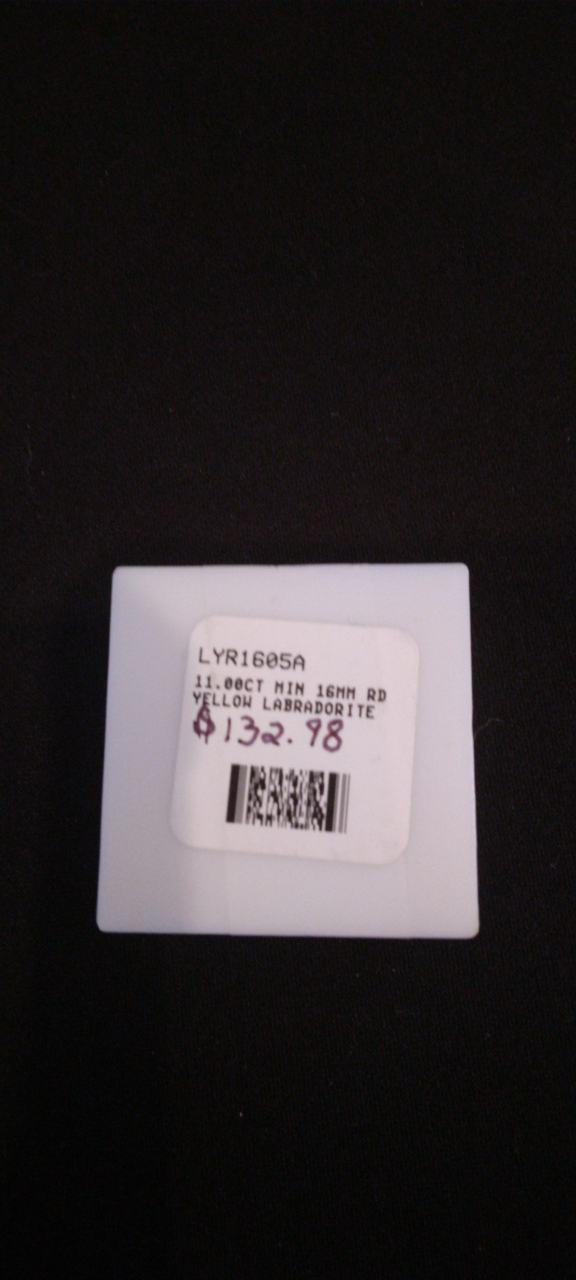 LYR1605A
11.00CT MIN 16MM RD
YELLOW LABRADORITE
$132.98